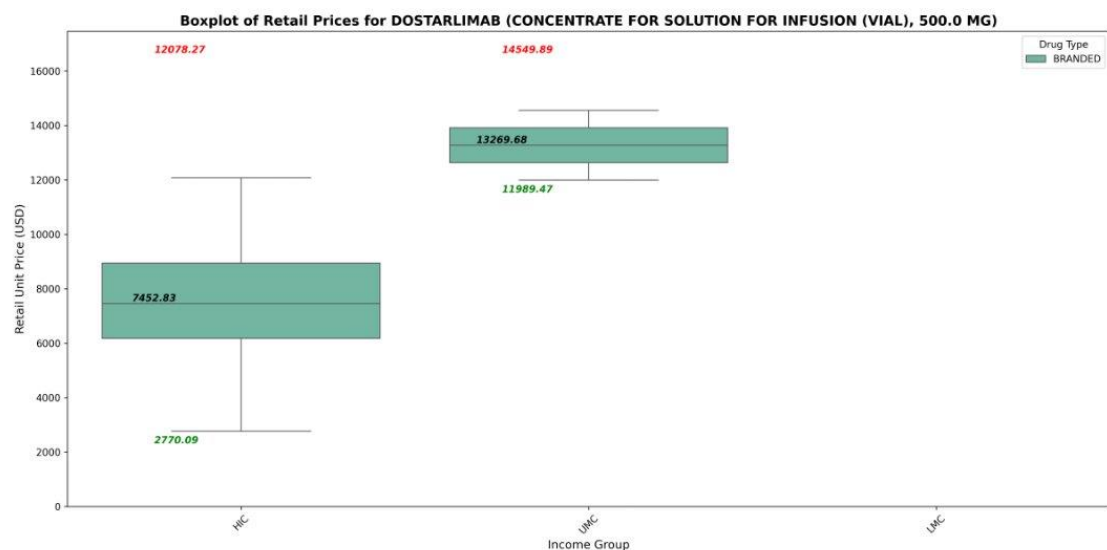 Boxplot of Retail Prices for DOSTARLIMAB (CONCENTRATE FOR SOLUTION FOR INFUSION (VIAL), 500.0 MG)
12078.27
14549.89
Drug Type
BRANDED
16000
14000
13269.68
12000
11989.47
10000
Retail Unit Price (USD)
8000
7452.83
6000
4000
2770.09
2000
0
HIC
UMC
LMC
Income Group